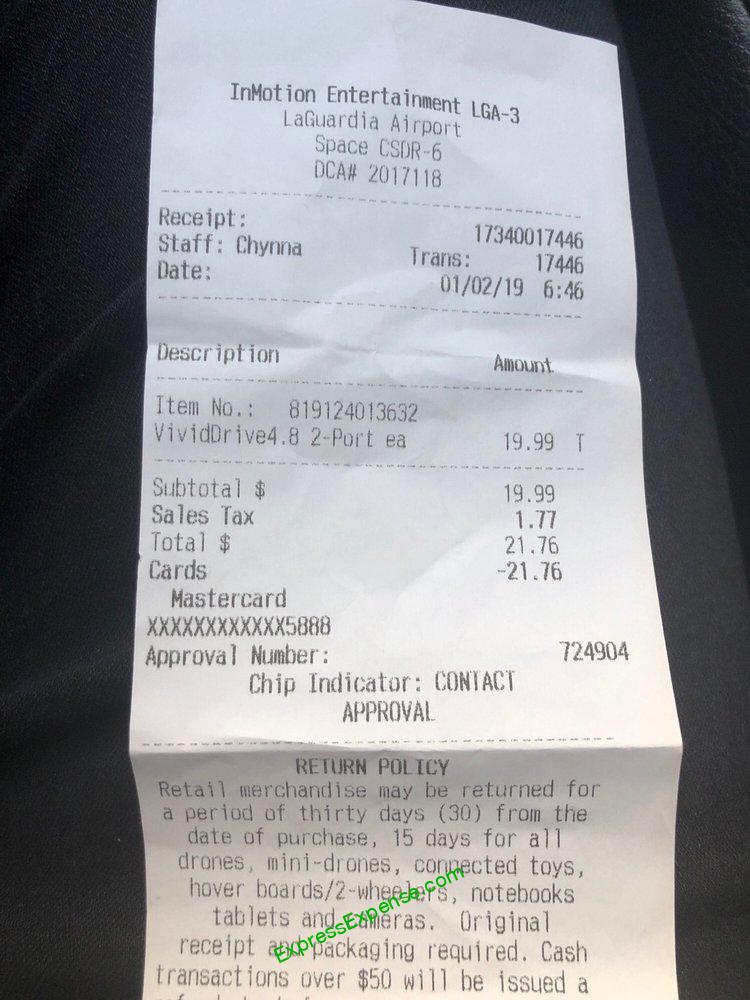 InMotion Entertainment LGA-3
LaGuardia Airport
Space CSDR-6
DCA# 2017118
Receipt: 17340017446
Staff: Chynna Trans: 17446
Date: 01/02/19 6:46
Description Amount
Item No.: 819124013632
VividDrive4.8 2-Port ea 19.99 T
Subtotal $ 19.99
Sales Tax 1.77
Total $ 21.76
Cards -21.76
Mastercard
XXXXXXXXXXXX5888
Approval Number: 724904
Chip Indicator: CONTACT
APPROVAL
RETURN POLICY
Retail merchandise may be returned for
a period of thirty days (30) from the
date of purchase, 15 days for all
drones, mini-drones, connected toys,
hover boards/2-wheelers, notebooks
tablets and cameras. Original
receipt and packaging required. Cash
transactions over $50 will be issued a
ExpressExpense.com